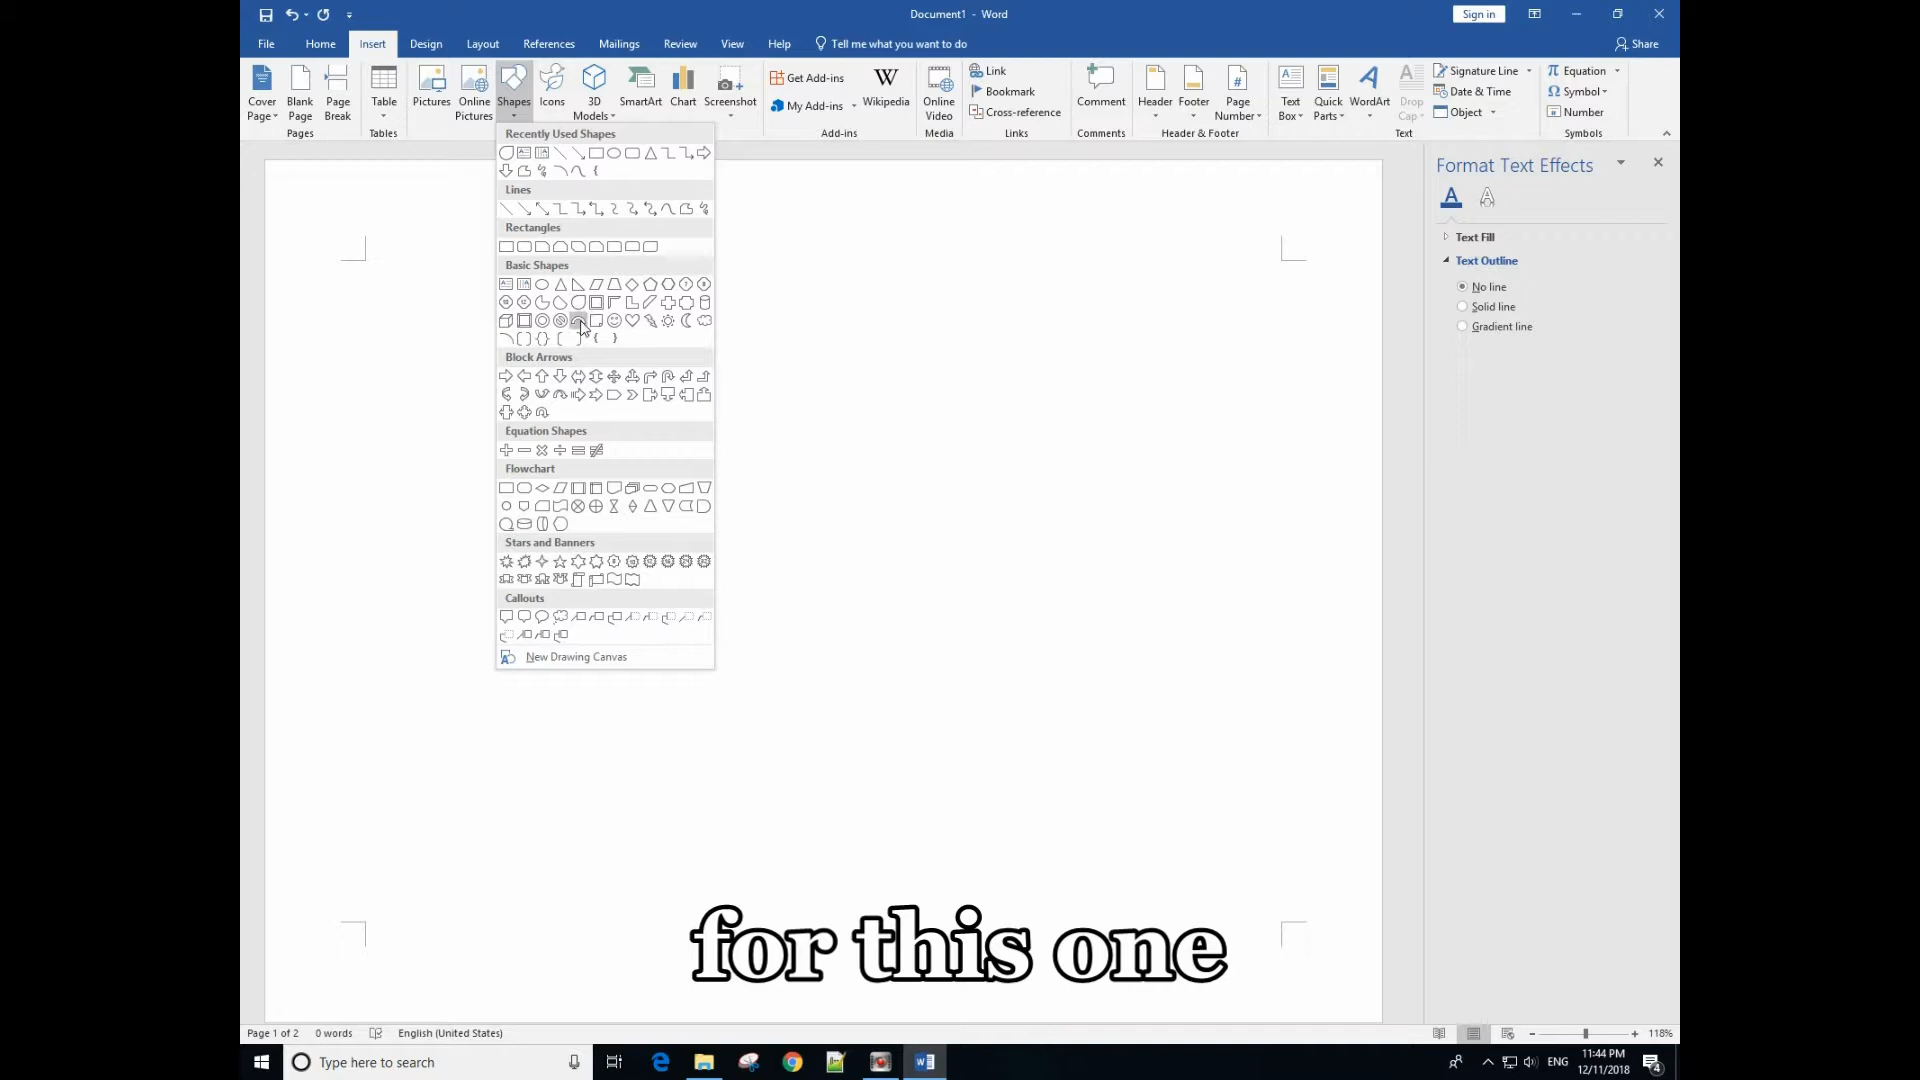 Document1 - Word
Sign in
File Home Insert Design Layout References Mailings Review View Help Tell me what you want to do Share
Cover Page
Blank Page
Page Break
Pages
Table
Tables
Pictures
Online Pictures
Shapes
Icons
3D Models
SmartArt
Chart
Screenshot
Get Add-ins
My Add-ins
Wikipedia
Add-ins
Online Video
Media
Link
Bookmark
Cross-reference
Links
Comment
Comments
Header
Footer
Page Number
Header & Footer
Text Box
Quick Parts
WordArt
Drop Cap
Signature Line
Date & Time
Object
Text
Equation
Symbol
Number
Symbols
Recently Used Shapes
Lines
Rectangles
Basic Shapes
Block Arrows
Equation Shapes
Flowchart
Stars and Banners
Callouts
New Drawing Canvas
Format Text Effects
Text Fill
Text Outline
No line
Solid line
Gradient line
for this one
Page 1 of 2 0 words English (United States) 118%
Type here to search
ENG
11:44 PM
12/11/2018
4